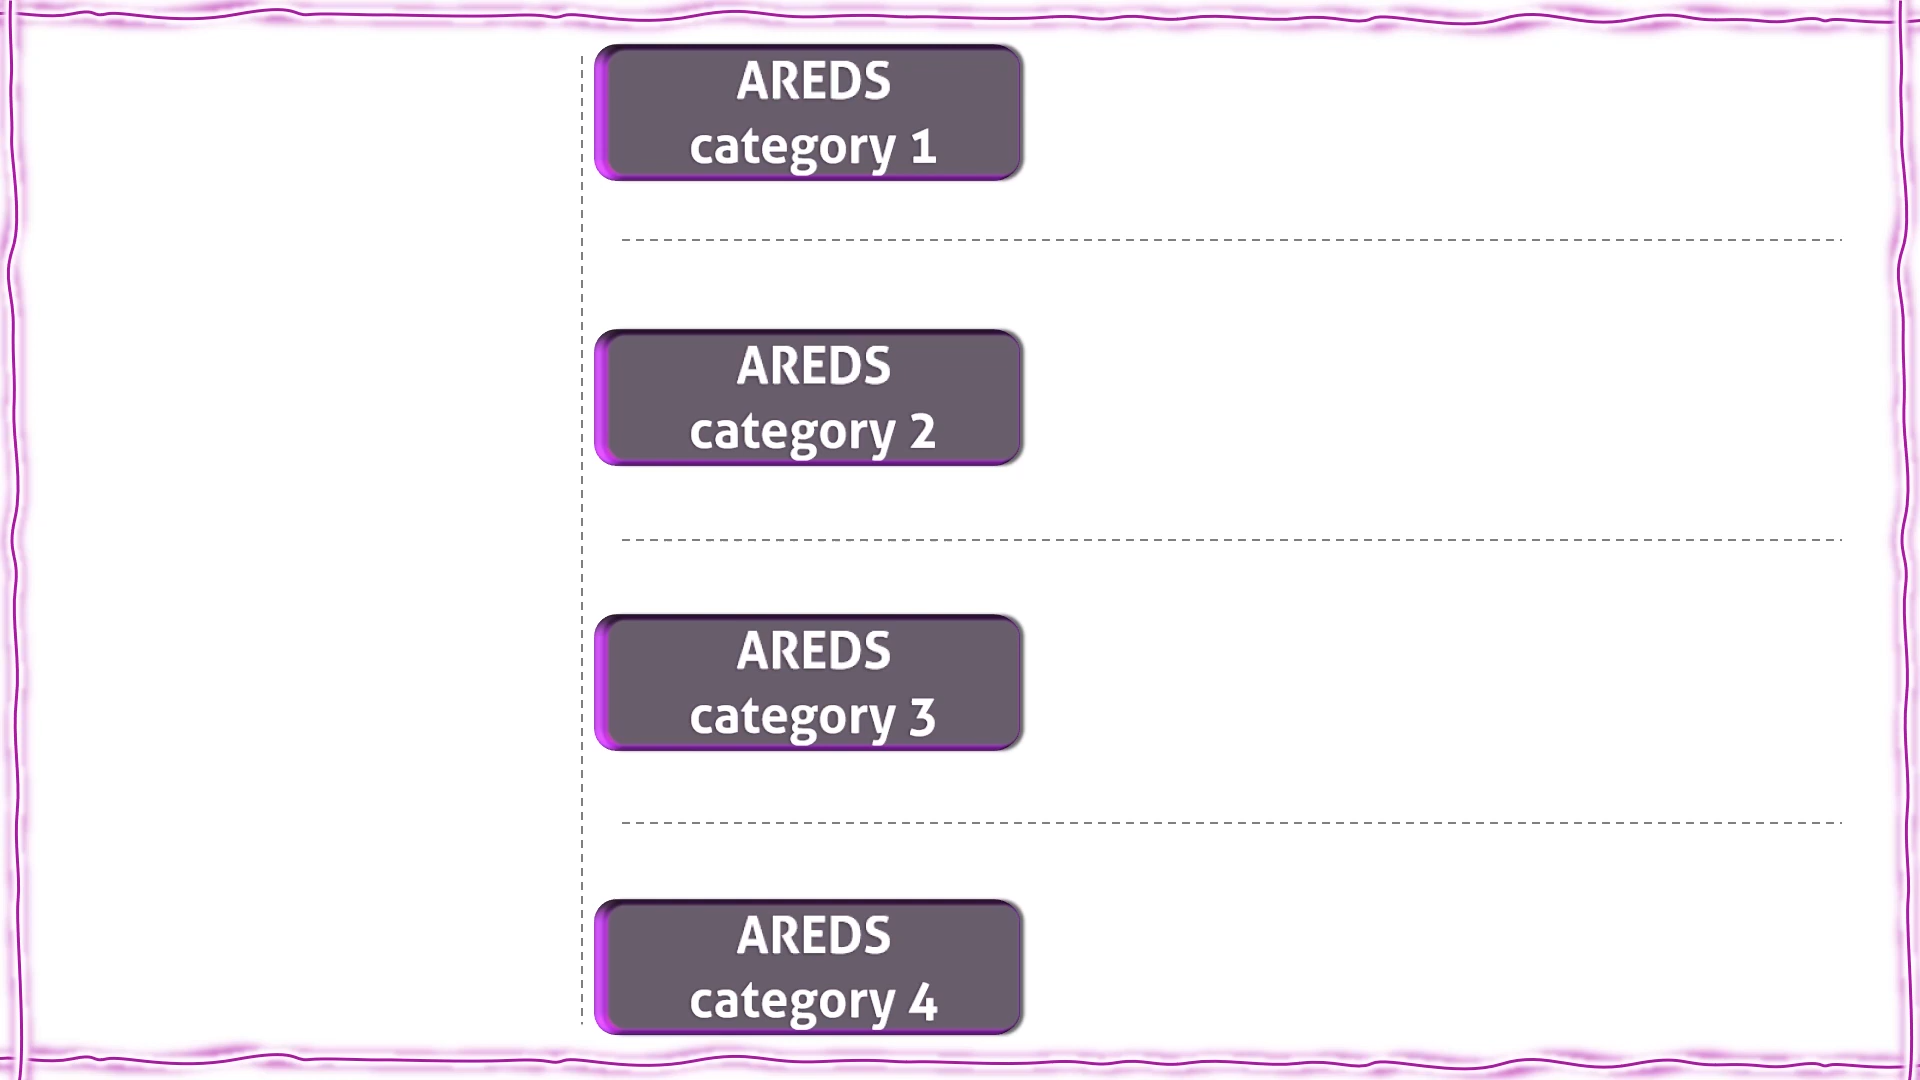 AREDS
category 1
AREDS
category 2
AREDS
category 3
AREDS
category 4